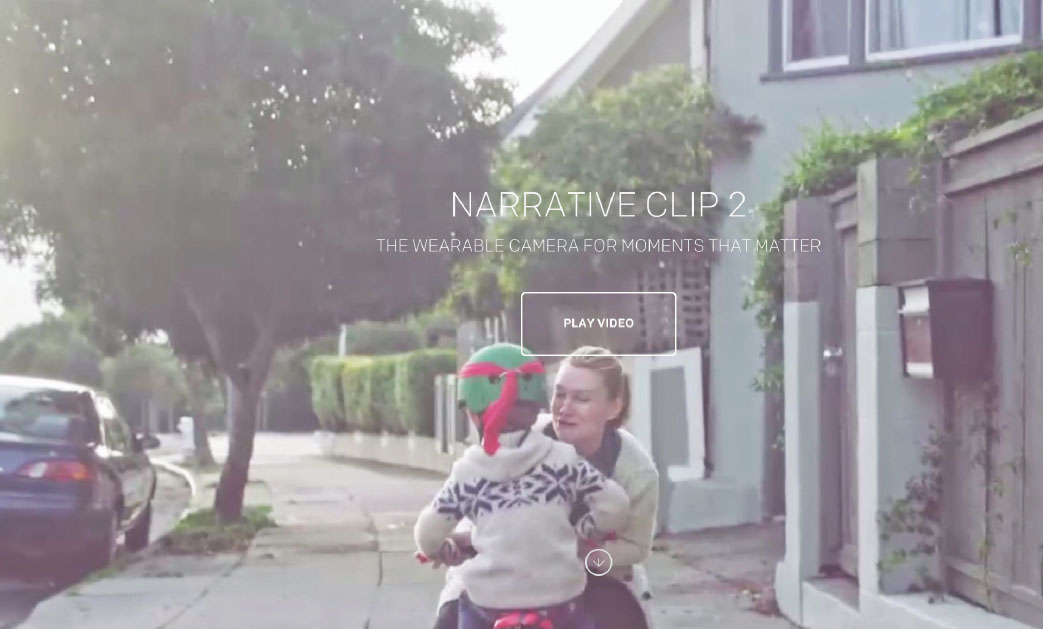 NARRATIVE CLIP 2
THE WEARABLE CAMERA FOR MOMENTS THAT MATTER
PLAY VIDEO